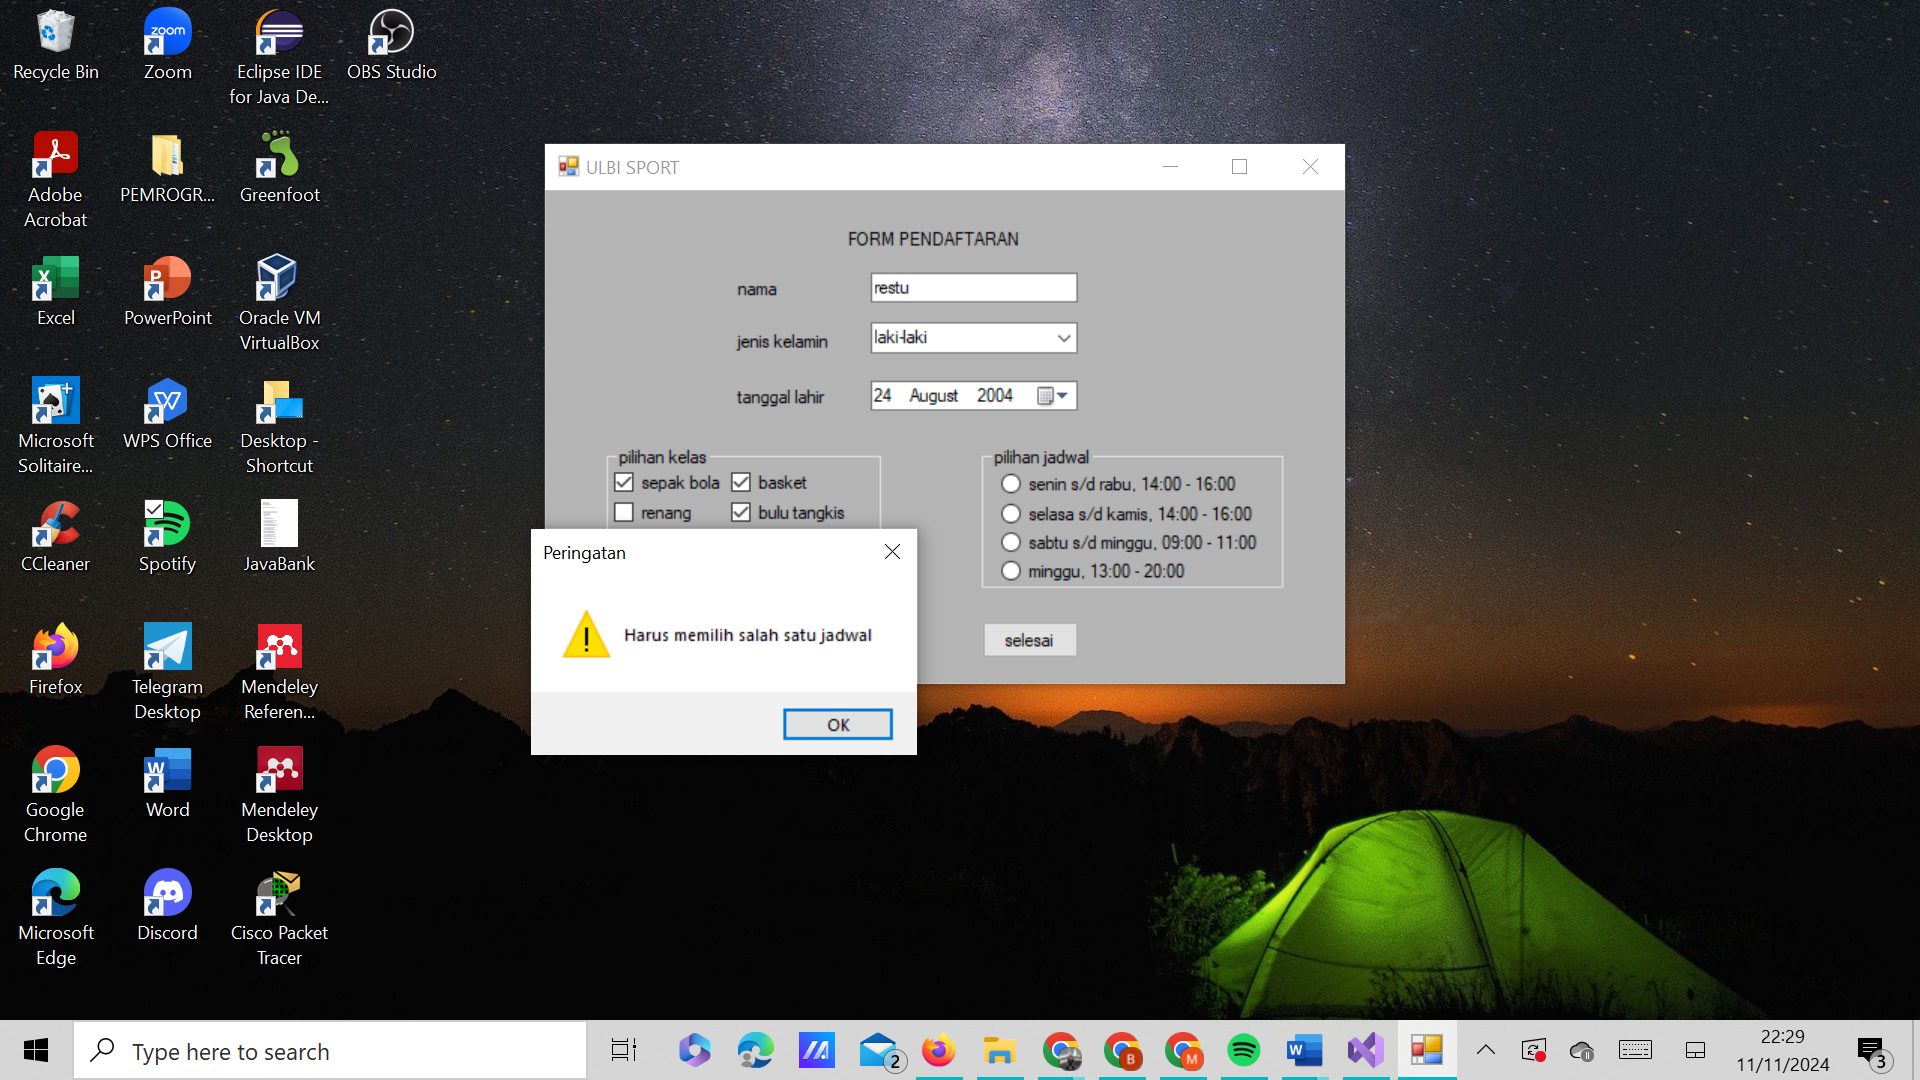 Recycle Bin
Zoom
Eclipse IDE
for Java De...
OBS Studio
Adobe
Acrobat
PEMROGR...
Greenfoot
Excel
PowerPoint
Oracle VM
VirtualBox
Microsoft
Solitaire...
WPS Office
Desktop -
Shortcut
CCleaner
Spotify
JavaBank
Firefox
Telegram
Desktop
Mendeley
Referen...
Google
Chrome
Word
Mendeley
Desktop
Microsoft
Edge
Discord
Cisco Packet
Tracer
ULBI SPORT
FORM PENDAFTARAN
nama
restu
jenis kelamin
laki-laki
tanggal lahir
24 August 2004
pilihan kelas
sepak bola
basket
renang
bulu tangkis
pilihan jadwal
senin s/d rabu, 14:00 - 16:00
selasa s/d kamis, 14:00 - 16:00
sabtu s/d minggu, 09:00 - 11:00
minggu, 13:00 - 20:00
selesai
Peringatan
Harus memilih salah satu jadwal
OK
Type here to search
2
B
M
22:29
11/11/2024
3